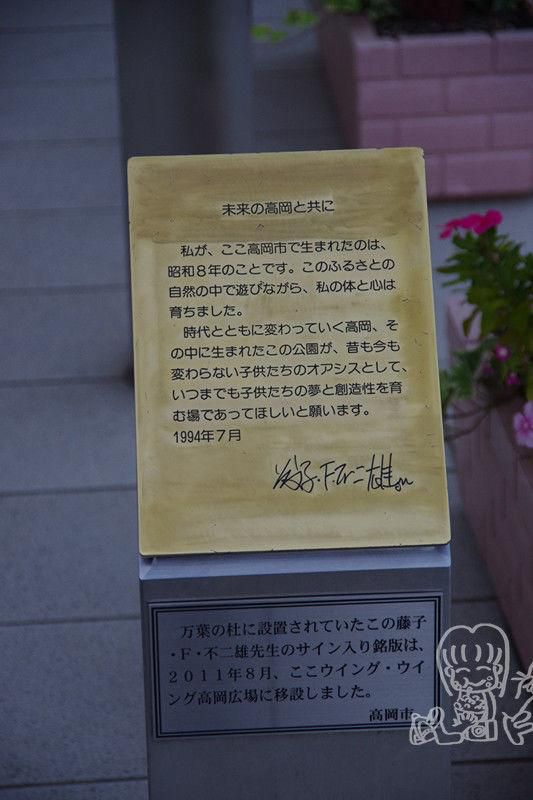 未来の高岡と共に
私が、ここ高岡市で生まれたのは、
昭和８年のことです。このふるさとの
自然の中で遊びながら、私の体と心は
育ちました。
時代とともに変わっていく高岡、そ
の中に生まれたこの公園が、昔も今も
変わらない子供たちのオアシスとして、
いつまでも子供たちの夢と創造性を育
む場であってほしいと願います。
1994年７月
藤子・F・不二雄
万葉の杜に設置されていたこの藤子
・Ｆ・不二雄先生のサイン入り銘版は、
２０１１年８月、ここウイング・ウイ
ング高岡広場に移設しました。
高岡市